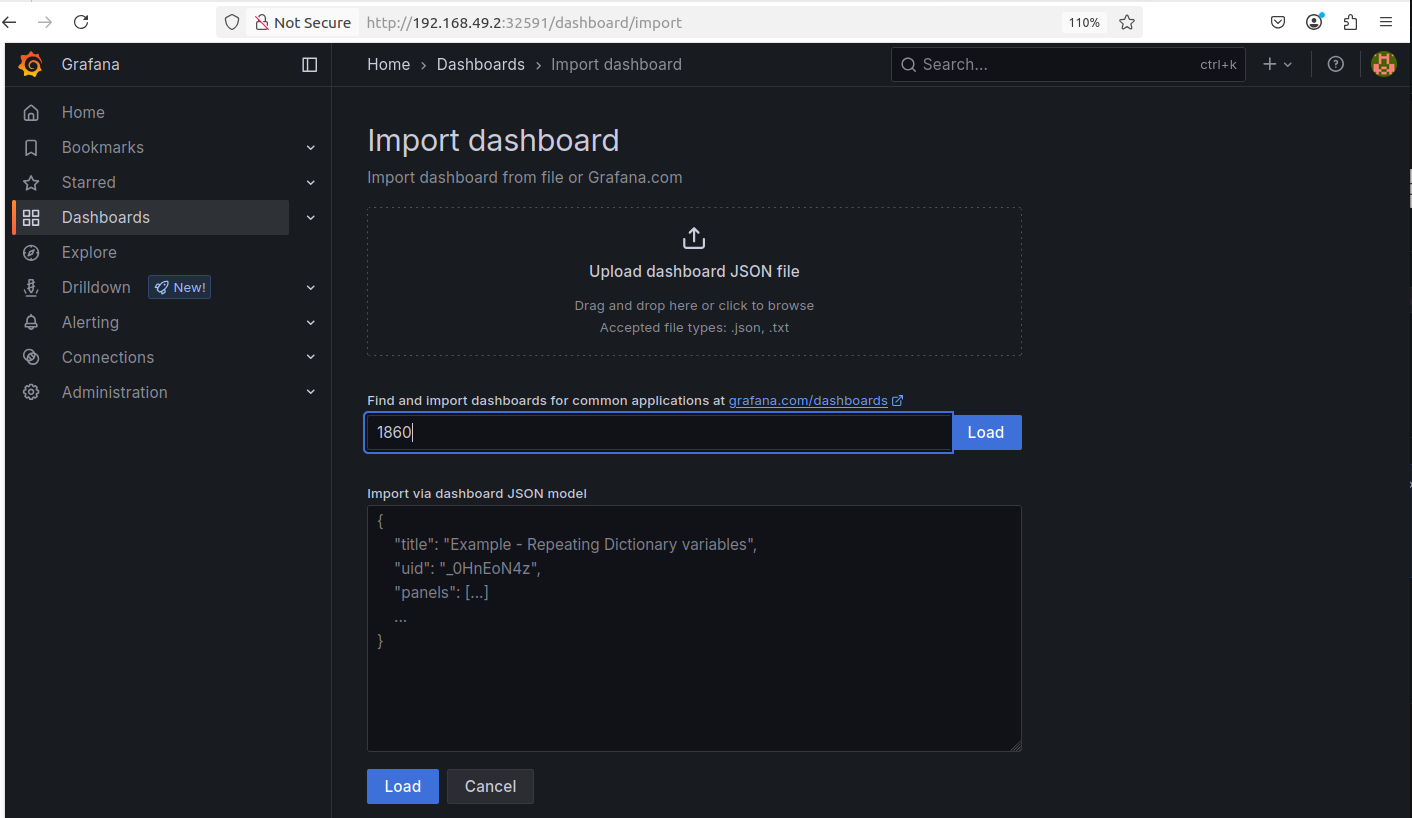 Not Secure http://192.168.49.2:32591/dashboard/import 110%
Grafana
Home › Dashboards › Import dashboard
Search... ctrl+k
Home
Bookmarks
Starred
Dashboards
Explore
Drilldown New!
Alerting
Connections
Administration
Import dashboard
Import dashboard from file or Grafana.com
Upload dashboard JSON file
Drag and drop here or click to browse
Accepted file types: .json, .txt
Find and import dashboards for common applications at grafana.com/dashboards
1860 Load
Import via dashboard JSON model
{
"title": "Example - Repeating Dictionary variables",
"uid": "_0HnEoN4z",
"panels": [...]
...
}
Load Cancel